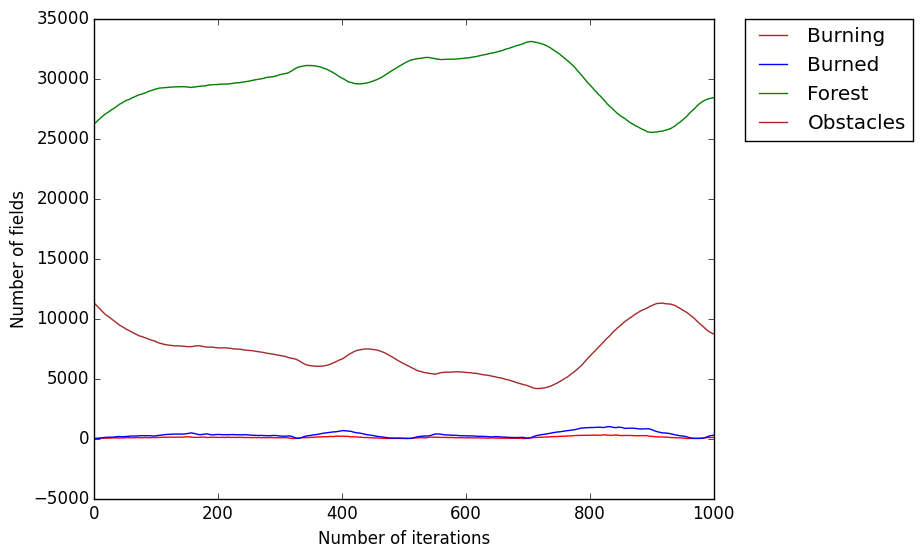 35000
30000
25000
20000
15000
10000
5000
0
−5000
Number of fields
0 200 400 600 800 1000
Number of iterations
Burning
Burned
Forest
Obstacles